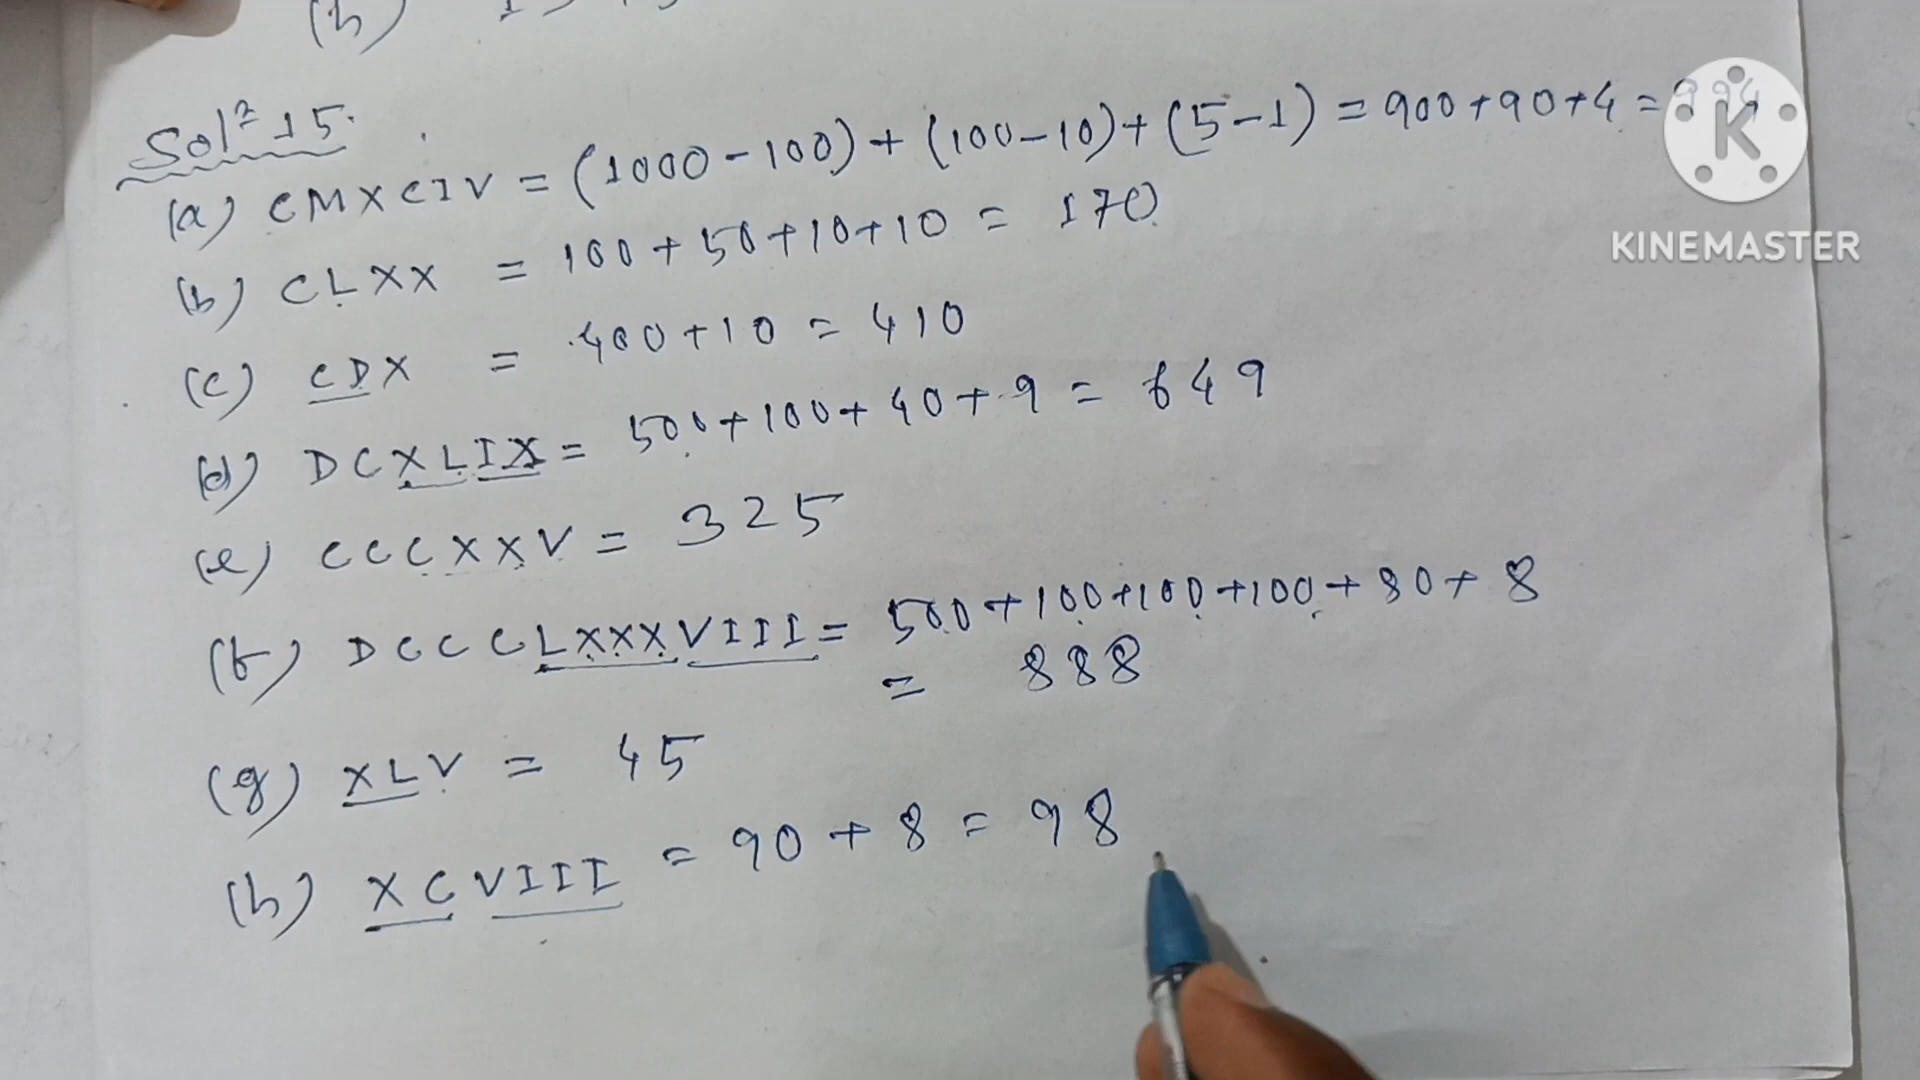 (h)
Solⁿ 15.
(a) CMXCIV = (1000-100)+(100-10)+(5-1) = 900+90+4 = 994
(b) CLXX = 100+50+10+10 = 170
(c) CDX = 400+10 = 410
(d) DCXLIX = 500+100+40+9 = 649
(e) CCCXXV = 325
(f) DCCCLXXXVIII = 500+100+100+100+80+8
= 888
(g) XLV = 45
(h) XCVIII = 90+8 = 98
K
KINEMASTER